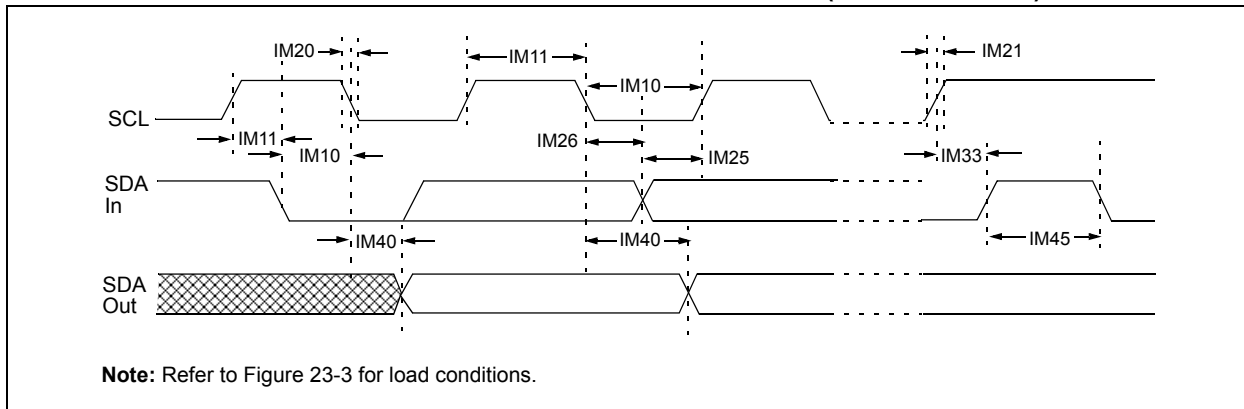 IM20
IM11
IM21
IM10
SCL
IM11
IM10
IM26
IM25
IM33
SDA
In
IM40
IM40
IM45
SDA
Out
Note: Refer to Figure 23-3 for load conditions.